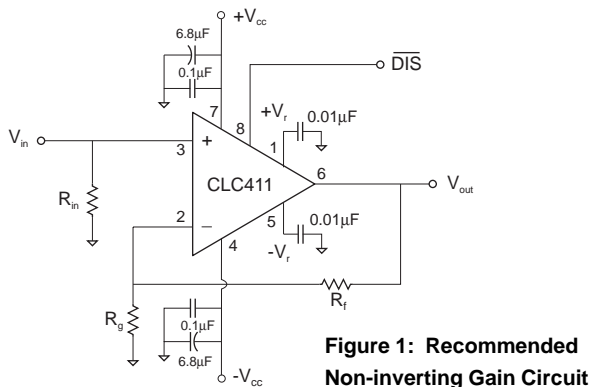 +Vcc
6.8µF
0.1µF
DIS
7
8
+Vr
0.01µF
Vin
3
+
1
CLC411
6
Vout
Rin
2
−
5
0.01µF
4
-Vr
Rf
Rg
0.1µF
6.8µF
-Vcc
Figure 1: Recommended
Non-inverting Gain Circuit